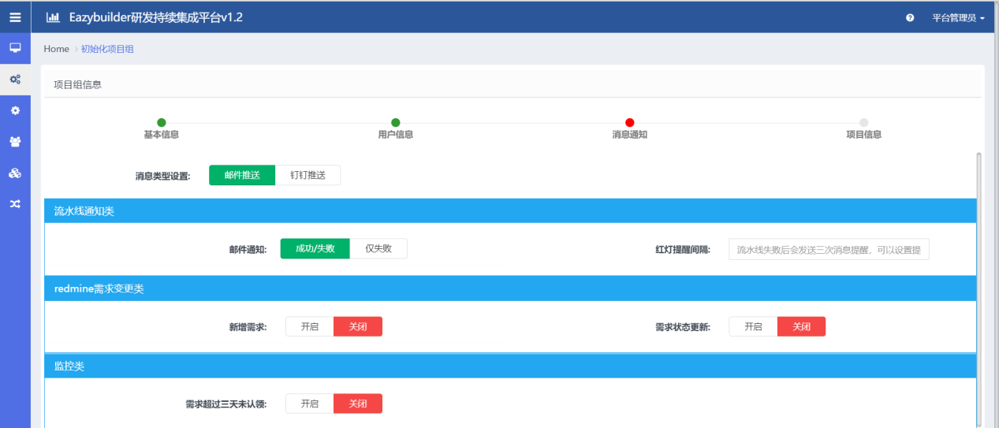 Eazybuilder研发持续集成平台v1.2
平台管理员
Home > 初始化项目组
项目组信息
基本信息
用户信息
消息通知
项目信息
消息类型设置: 邮件推送 钉钉推送
流水线通知类
邮件通知: 成功/失败 仅失败 红灯提醒间隔: 流水线失败后会发送三次消息提醒，可以设置提
redmine需求变更类
新增需求: 开启 关闭 需求状态更新: 开启 关闭
监控类
需求超过三天未认领: 开启 关闭